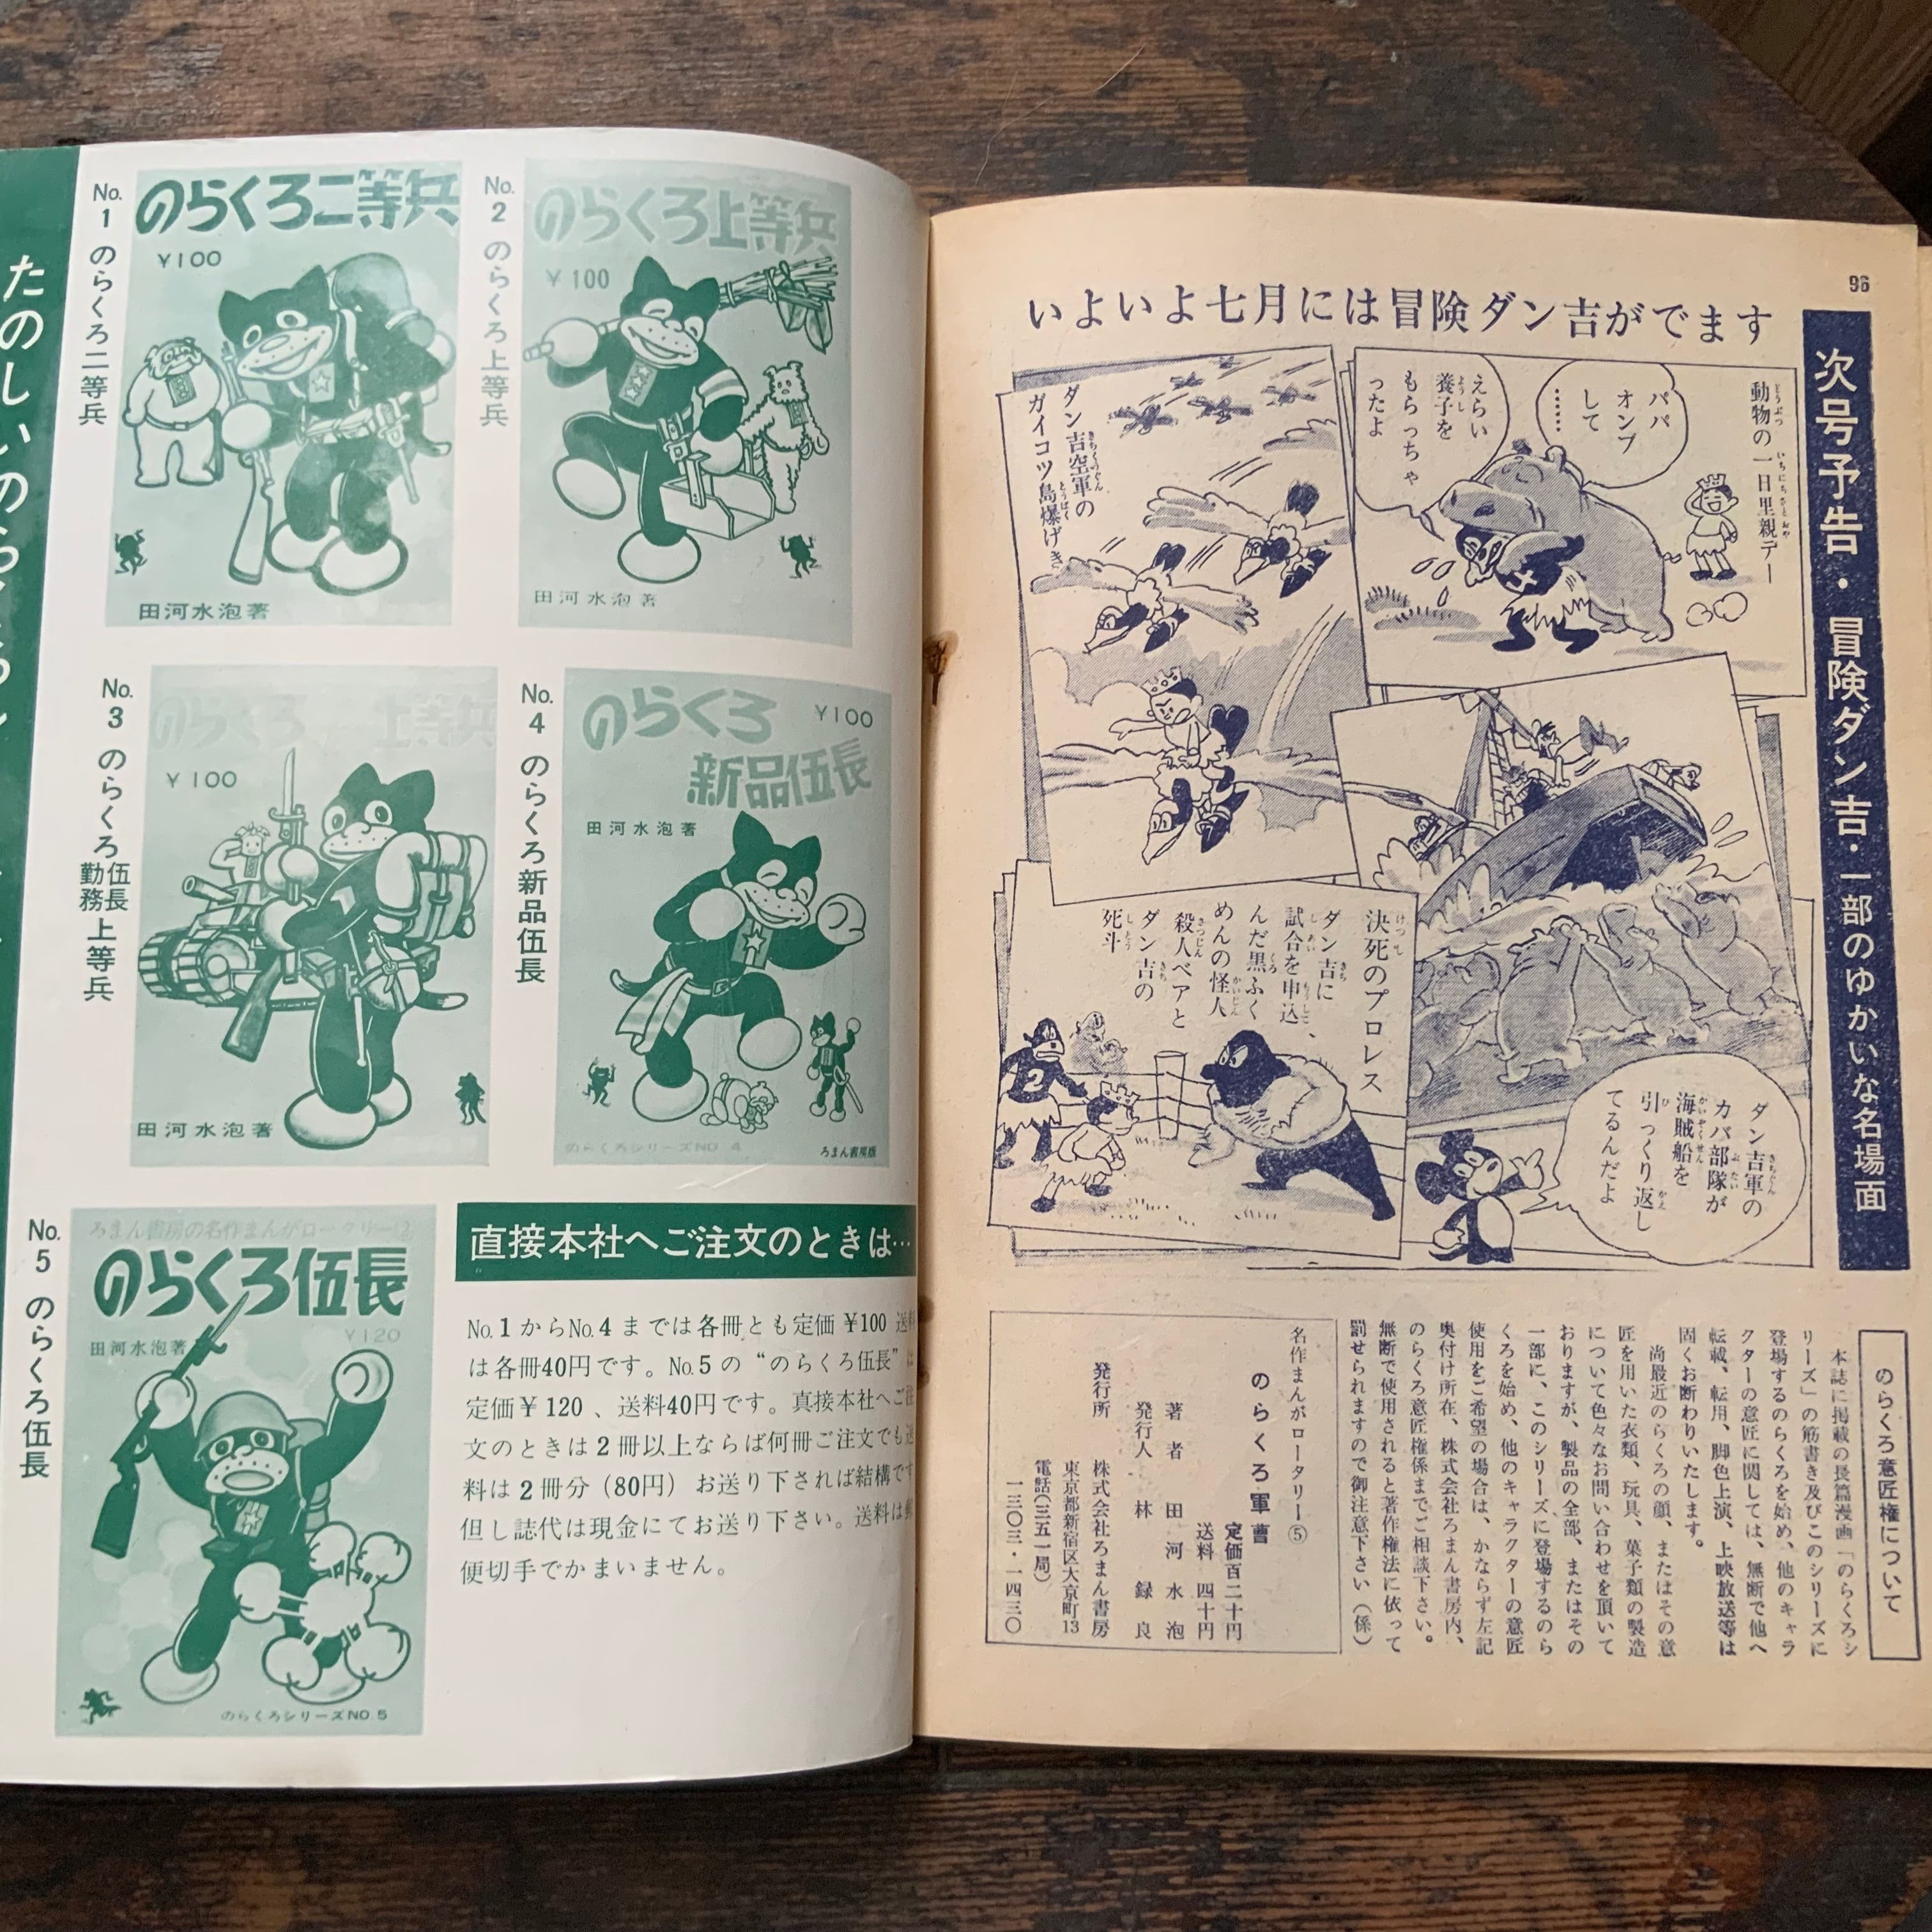 No.1 のらくろ二等兵
のらくろ二等兵
¥100
田河水泡著
No.2 のらくろ上等兵
のらくろ上等兵
¥100
田河水泡著
No.3 のらくろ伍長勤務上等兵
のらくろ 上等兵
¥100
田河水泡著
No.4 のらくろ新品伍長
のらくろ
新品伍長
¥100
田河水泡著
のらくろシリーズNO 4
ろまん書房版
No.5 のらくろ伍長
ろまん書房の名作まんがロータリー②
のらくろ伍長
¥120
田河水泡著
のらくろシリーズNO.5
直接本社へご注文のときは…
No.1からNo.4までは各冊とも定価¥100 送料
は各冊40円です。No.5の“のらくろ伍長”は
定価¥120、送料40円です。直接本社へご注
文のときは2冊以上ならば何冊ご注文でも送
料は2冊分（80円）お送り下されば結構です
但し誌代は現金にてお送り下さい。送料は郵
便切手でかまいません。
96
次号予告・冒険ダン吉・一部のゆかいな名場面
いよいよ七月には冒険ダン吉がでます
動物の一日里親デー
パパ
オンブ
して
……
えらい
養子を
もらっちゃ
ったよ
ダン吉空軍の
ガイコツ島爆げき
ダン吉軍の
カバ部隊が
海賊船を
引っくり返し
てるんだよ
決死のプロレス
ダン吉に
試合を申込
んだ黒ふく
めんの怪人
殺人ベアと
ダン吉の
死斗
2
のらくろ意匠権について
本誌に掲載の長篇漫画「のらくろシ
リーズ」の筋書き及びこのシリーズに
登場するのらくろを始め、他のキャラ
クターの意匠に関しては、無断で他へ
転載、転用、脚色上演、上映放送等は
固くお断わりいたします。
尚最近のらくろの顔、またはその意
匠を用いた衣類、玩具、菓子類の製造
について色々なお問い合わせを頂いて
おりますが、製品の全部、またはその
一部に、このシリーズに登場するのら
くろを始め、他のキャラクターの意匠
使用をご希望の場合は、かならず左記
奥付け所在、株式会社ろまん書房内、
のらくろ意匠権係までご相談下さい。
無断で使用されると著作権法に依って
罰せられますので御注意下さい（係）
名作まんがロータリー⑤
のらくろ軍曹
定価百二十円
送料 四十円
著者 田河水泡
発行人 林録良
発行所 株式会社ろまん書房
東京都新宿区大京町13
電話(三五一局)
一三〇三・一四三〇